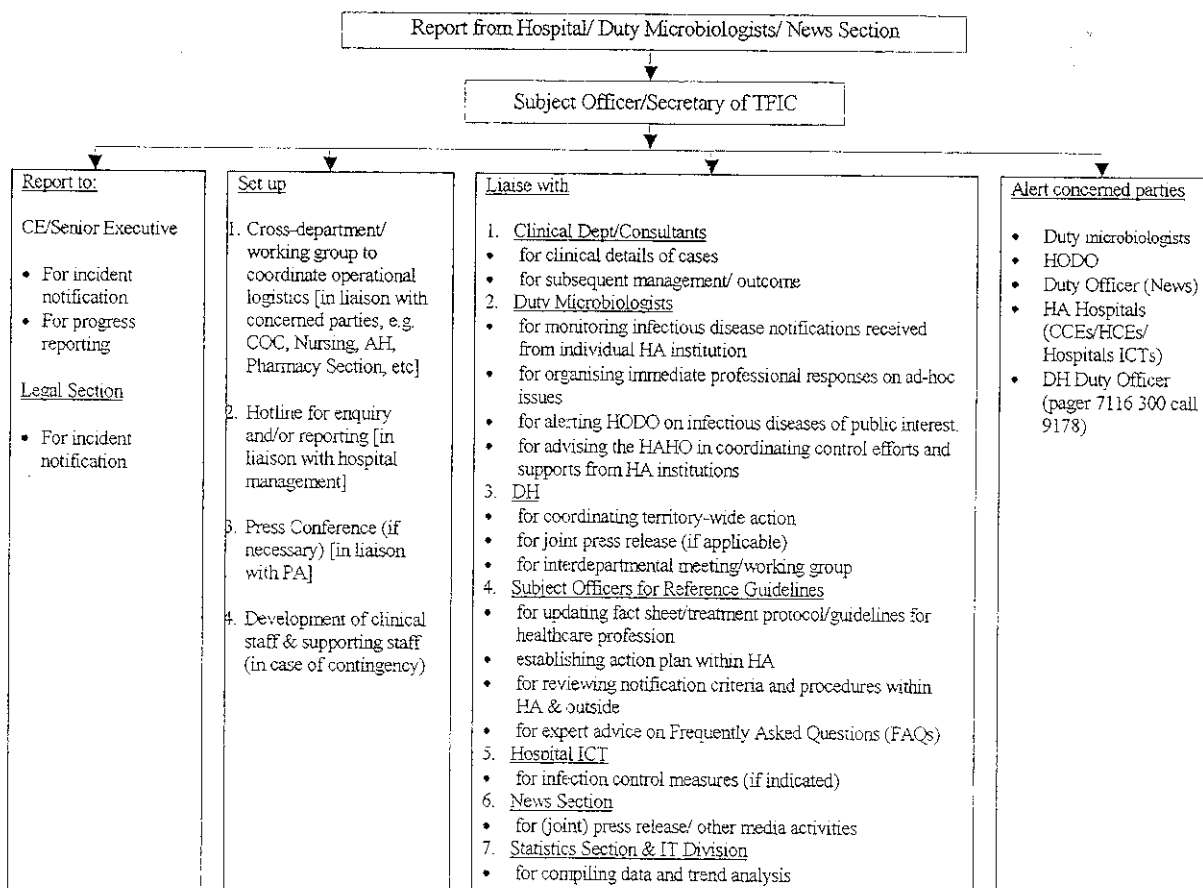 Report from Hospital/ Duty Microbiologists/ News Section
Subject Officer/Secretary of TFIC
Report to:
CE/Senior Executive
• For incident
notification
• For progress
reporting
Legal Section
• For incident
notification
Set up
1. Cross-department/
working group to
coordinate operational
logistics [in liaison with
concerned parties, e.g.
COC, Nursing, AH,
Pharmacy Section, etc]
2. Hotline for enquiry
and/or reporting [in
liaison with hospital
management]
3. Press Conference (if
necessary) [in liaison
with PA]
4. Development of clinical
staff & supporting staff
(in case of contingency)
Liaise with
1. Clinical Dept/Consultants
• for clinical details of cases
• for subsequent management/ outcome
2. Duty Microbiologists
• for monitoring infectious disease notifications received
from individual HA institution
• for organising immediate professional responses on ad-hoc
issues
• for alerting HODO on infectious diseases of public interest.
• for advising the HAHO in coordinating control efforts and
supports from HA institutions
3. DH
• for coordinating territory-wide action
• for joint press release (if applicable)
• for interdepartmental meeting/working group
4. Subject Officers for Reference Guidelines
• for updating fact sheet/treatment protocol/guidelines for
healthcare profession
• establishing action plan within HA
• for reviewing notification criteria and procedures within
HA & outside
• for expert advice on Frequently Asked Questions (FAQs)
5. Hospital ICT
• for infection control measures (if indicated)
6. News Section
• for (joint) press release/ other media activities
7. Statistics Section & IT Division
• for compiling data and trend analysis
Alert concerned parties
• Duty microbiologists
• HODO
• Duty Officer (News)
• HA Hospitals
(CCEs/HCEs/
Hospitals ICTs)
• DH Duty Officer
(pager 7116 300 call
9178)